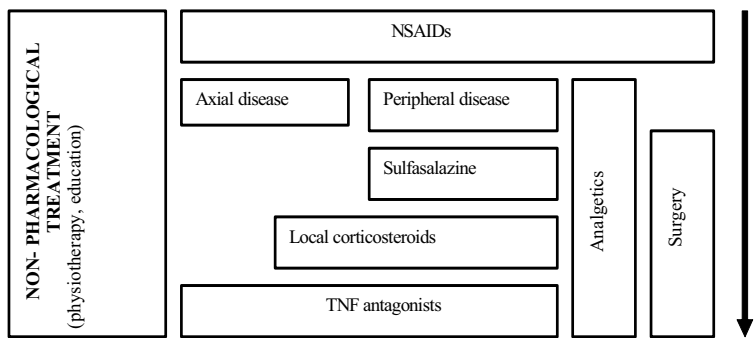 NON- PHARMACOLOGICAL
TREATMENT
(physiotherapy, education)
NSAIDs
Axial disease
Peripheral disease
Sulfasalazine
Local corticosteroids
TNF antagonists
Analgetics
Surgery